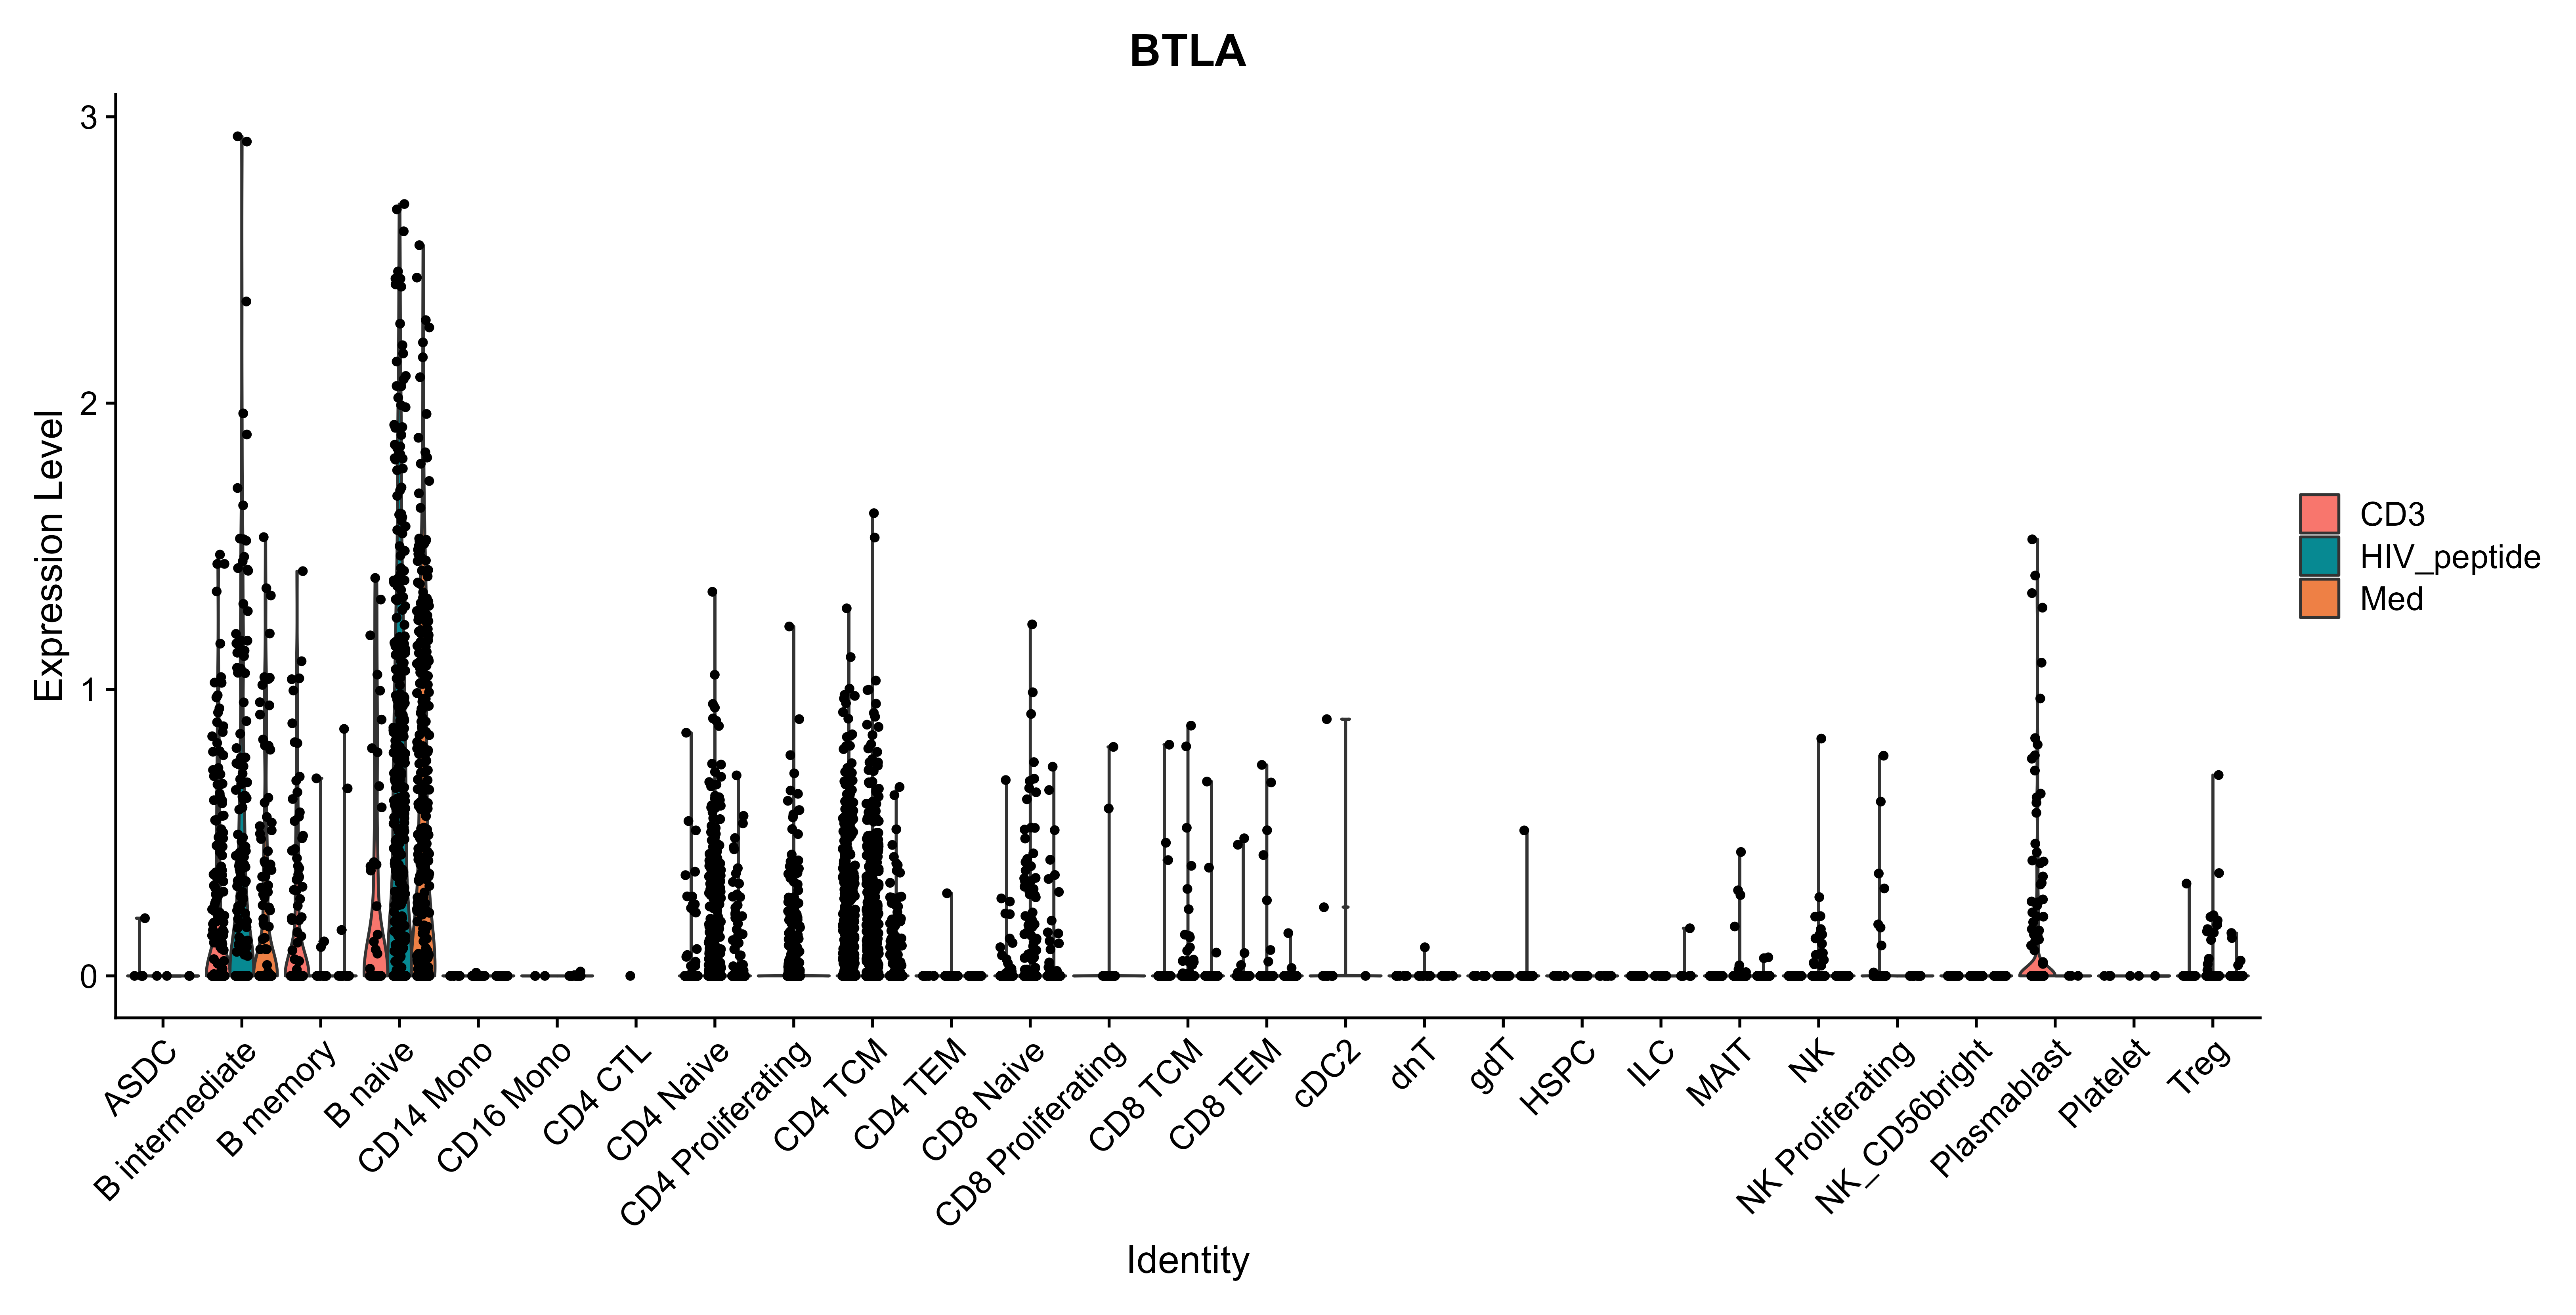 BTLA
Expression Level
3
2
1
0
ASDC
B intermediate
B memory
B naive
CD14 Mono
CD16 Mono
CD4 CTL
CD4 Naive
CD4 Proliferating
CD4 TCM
CD4 TEM
CD8 Naive
CD8 Proliferating
CD8 TCM
CD8 TEM
cDC2
dnT
gdT
HSPC
ILC
MAIT
NK
NK Proliferating
NK_CD56bright
Plasmablast
Platelet
Treg
Identity
CD3
HIV_peptide
Med